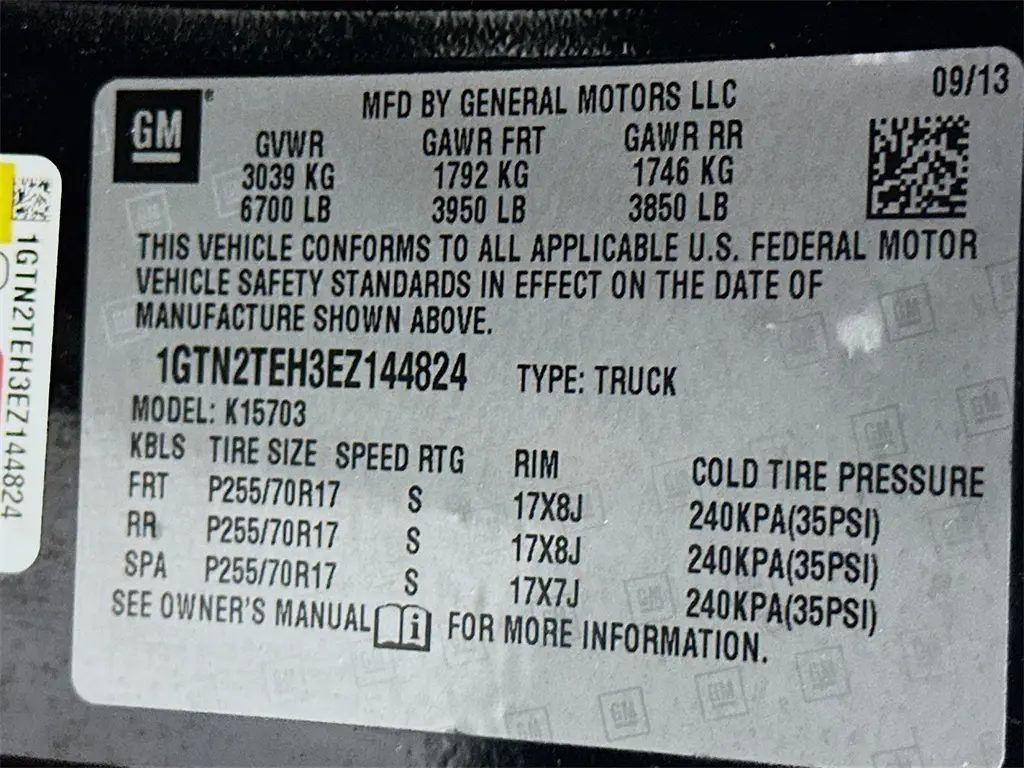 GM
MFD BY GENERAL MOTORS LLC 09/13
GVWR GAWR FRT GAWR RR
3039 KG 1792 KG 1746 KG
6700 LB 3950 LB 3850 LB
THIS VEHICLE CONFORMS TO ALL APPLICABLE U.S. FEDERAL MOTOR
VEHICLE SAFETY STANDARDS IN EFFECT ON THE DATE OF
MANUFACTURE SHOWN ABOVE.
1GTN2TEH3EZ144824 TYPE: TRUCK
MODEL: K15703
KBLS TIRE SIZE SPEED RTG RIM COLD TIRE PRESSURE
FRT P255/70R17 S 17X8J 240KPA(35PSI)
RR P255/70R17 S 17X8J 240KPA(35PSI)
SPA P255/70R17 S 17X7J 240KPA(35PSI)
SEE OWNER'S MANUAL i FOR MORE INFORMATION.
1GTN2TEH3EZ144824